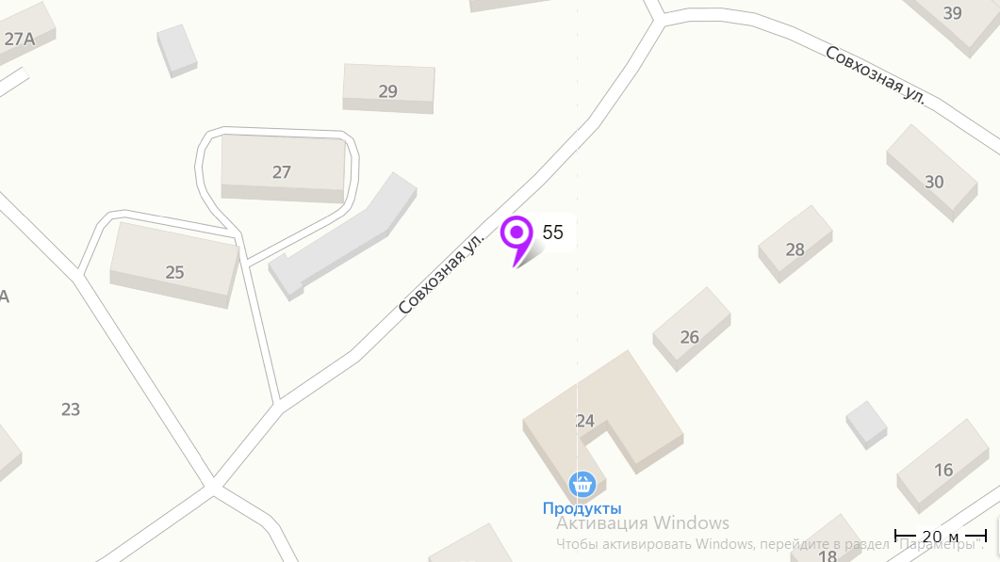 39
27А
Совхозная ул.
29
27
30
55
28
25
Совхозная ул.
А
26
23
24
16
Продукты
Активация Windows
20 м
Чтобы активировать Windows, перейдите в раздел "Параметры".
18